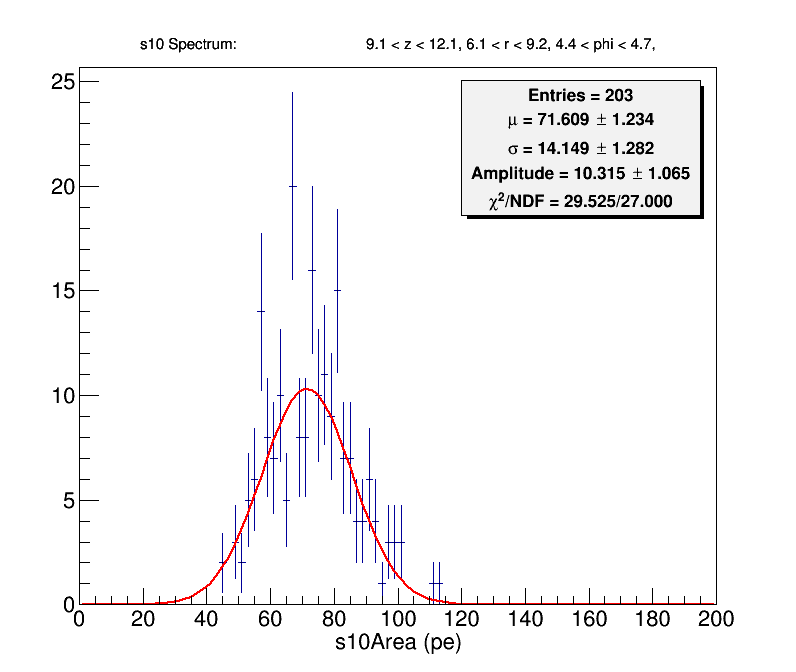 s10 Spectrum: 9.1 < z < 12.1, 6.1 < r < 9.2, 4.4 < phi < 4.7,
Entries = 203
μ = 71.609 ± 1.234
σ = 14.149 ± 1.282
Amplitude = 10.315 ± 1.065
χ²/NDF = 29.525/27.000
25
20
15
10
5
0
0 20 40 60 80 100 120 140 160 180 200
s10Area (pe)